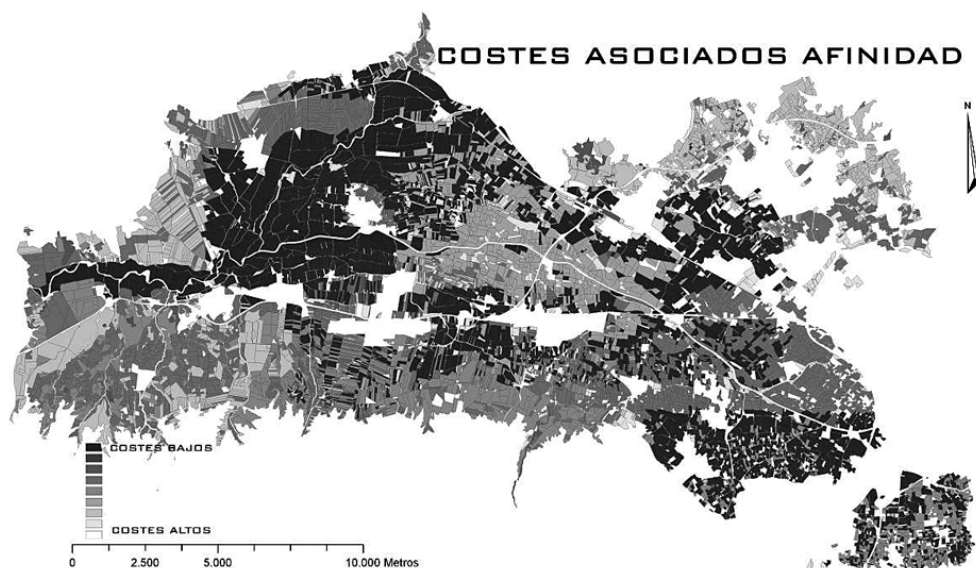 COSTES ASOCIADOS AFINIDAD
N
COSTES BAJOS
COSTES ALTOS
0 2.500 5.000 10.000 Metros